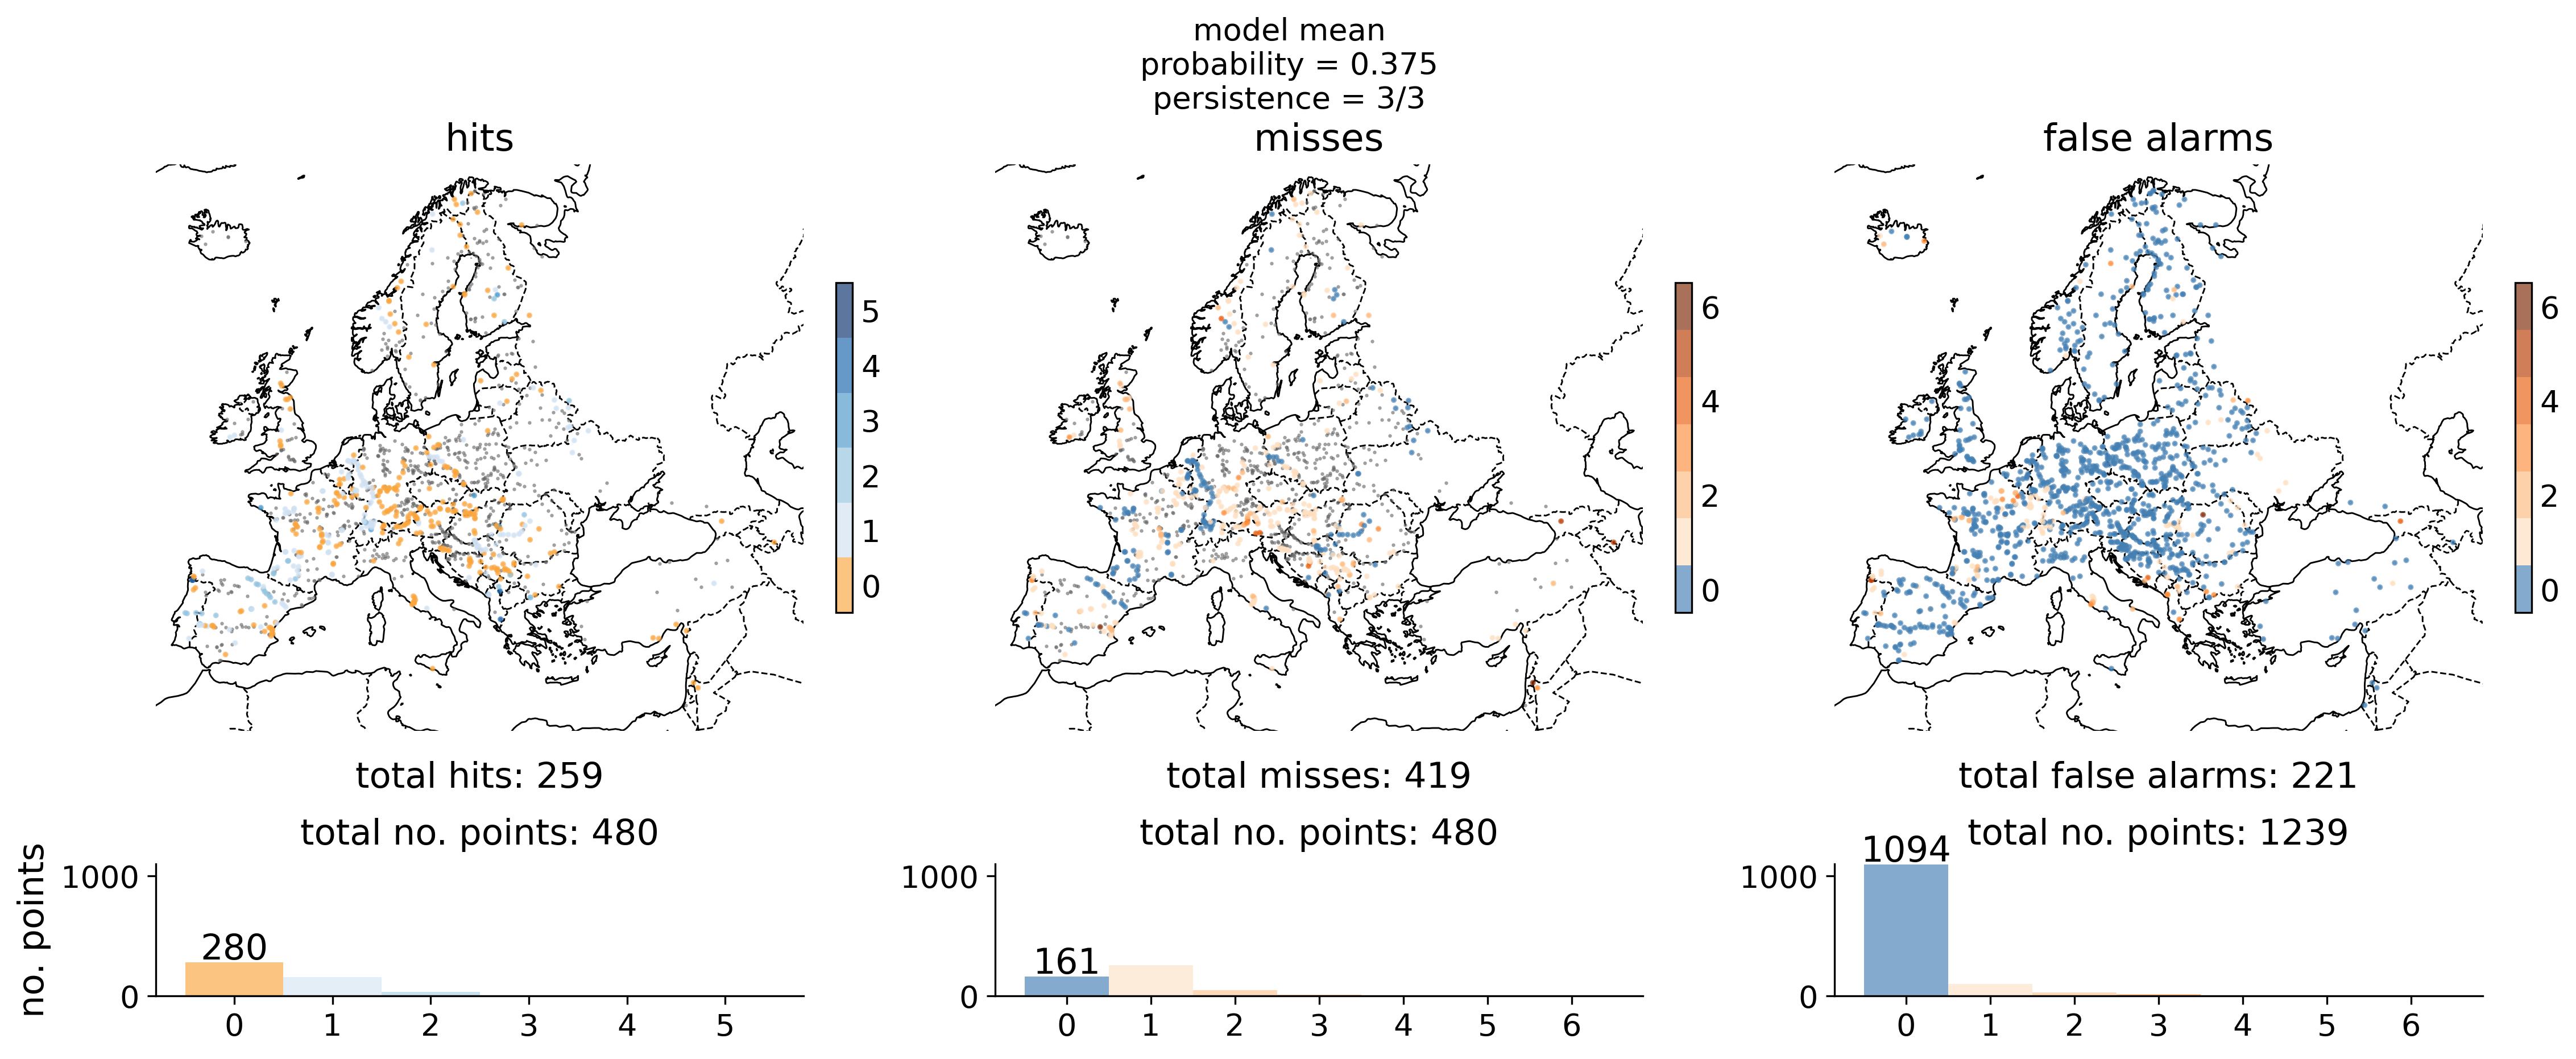 model mean
probability = 0.375
persistence = 3/3
hits
misses
false alarms
5
4
3
2
1
0
6
4
2
0
6
4
2
0
total hits: 259
total misses: 419
total false alarms: 221
total no. points: 480
total no. points: 480
total no. points: 1239
no. points
1000
0
280
0 1 2 3 4 5
1000
0
161
0 1 2 3 4 5 6
1000
0
1094
0 1 2 3 4 5 6